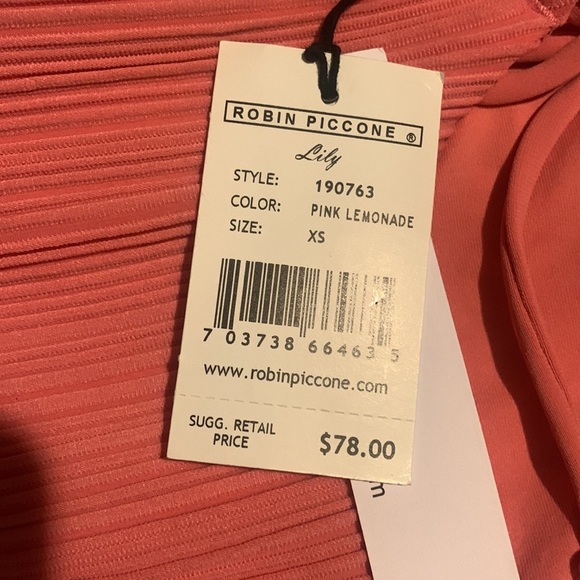 ROBIN PICCONE ®
Lily
STYLE: 190763
COLOR: PINK LEMONADE
SIZE: XS
7 03738 66463 5
www.robinpiccone.com
SUGG. RETAIL
PRICE $78.00
m